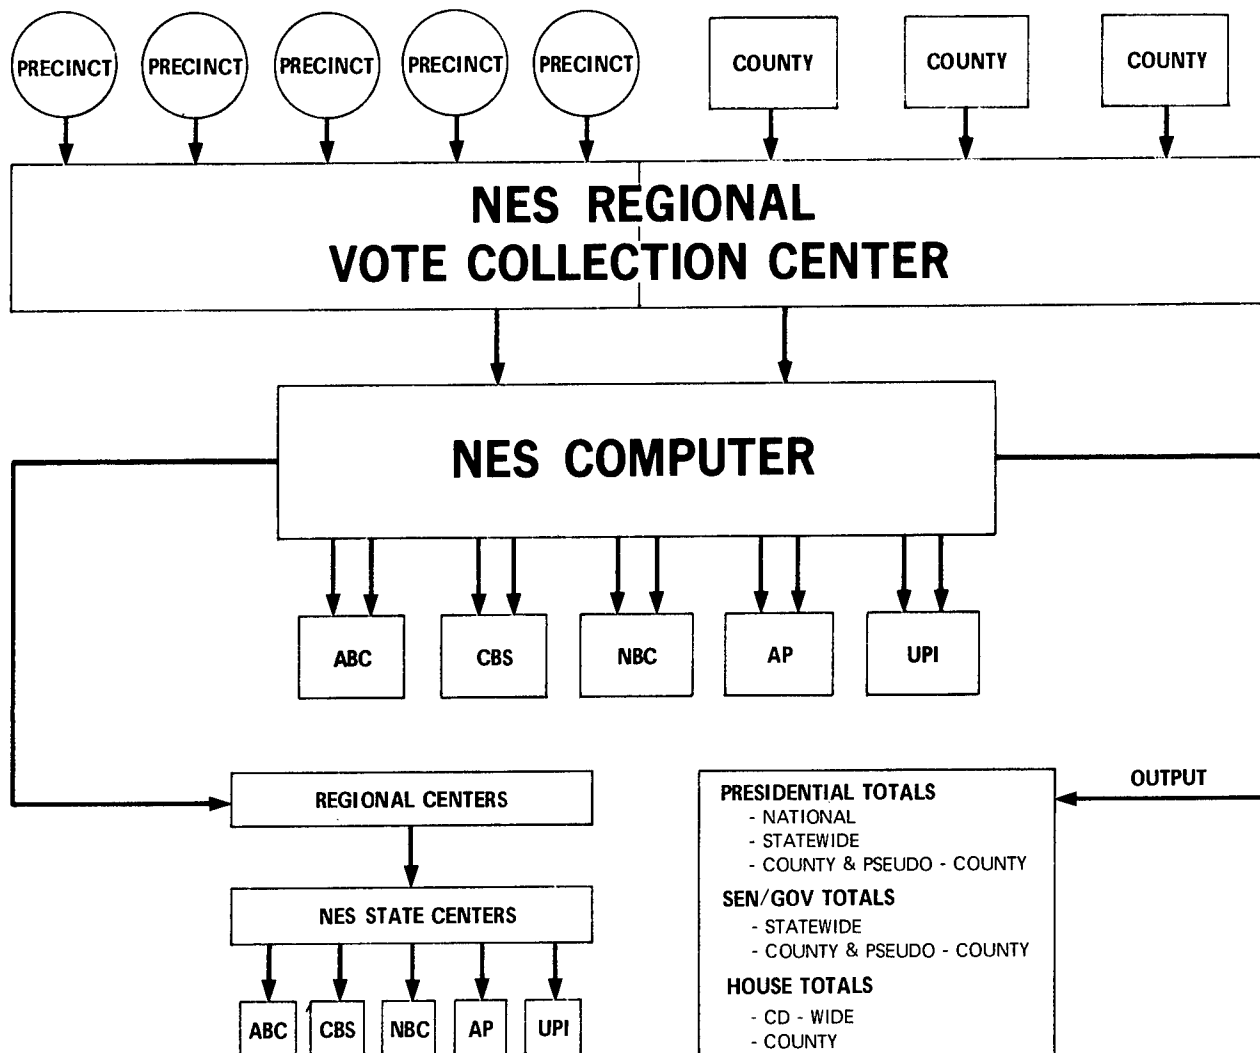 PRECINCT PRECINCT PRECINCT PRECINCT PRECINCT COUNTY COUNTY COUNTY
NES REGIONAL
VOTE COLLECTION CENTER
NES COMPUTER
ABC CBS NBC AP UPI
REGIONAL CENTERS
NES STATE CENTERS
ABC CBS NBC AP UPI
OUTPUT
PRESIDENTIAL TOTALS
- NATIONAL
- STATEWIDE
- COUNTY & PSEUDO - COUNTY
SEN/GOV TOTALS
- STATEWIDE
- COUNTY & PSEUDO - COUNTY
HOUSE TOTALS
- CD - WIDE
- COUNTY